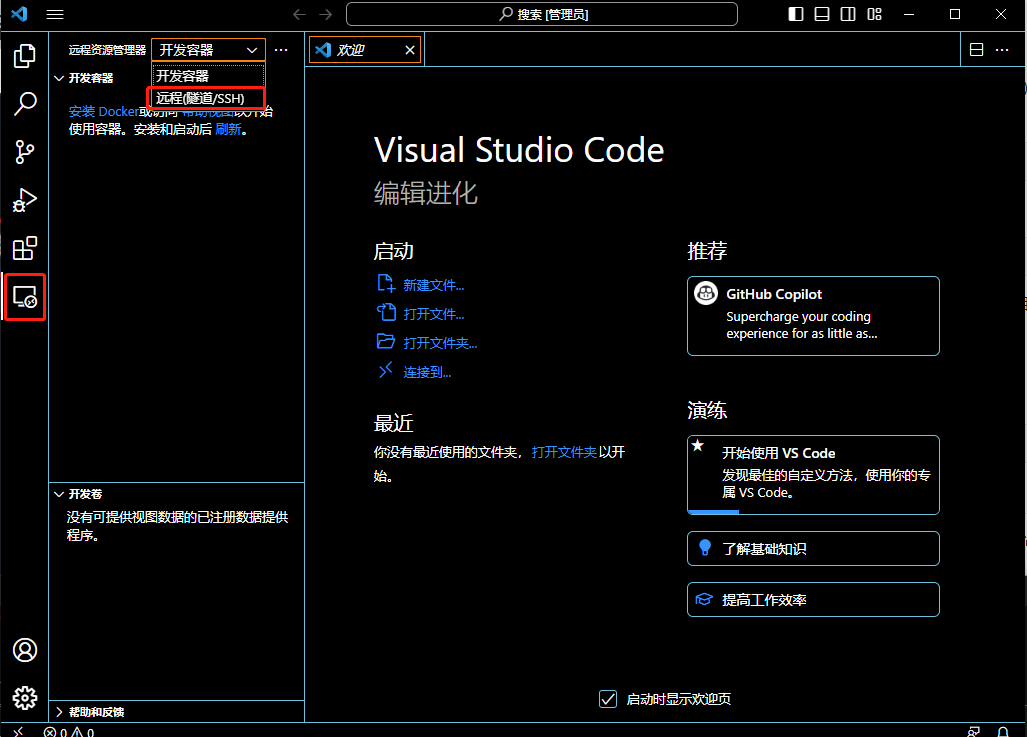 搜索 [管理员]
远程资源管理器 开发容器
欢迎
开发容器
开发容器
远程(隧道/SSH)
安装 Docker或访问 帮助视图以开始
使用容器。安装和启动后 刷新。
Visual Studio Code
编辑进化
启动
新建文件...
打开文件...
打开文件夹...
连接到...
最近
你没有最近使用的文件夹，打开文件夹以开
始。
推荐
GitHub Copilot
Supercharge your coding
experience for as little as...
演练
开始使用 VS Code
发现最佳的自定义方法，使用你的专
属 VS Code。
了解基础知识
提高工作效率
开发卷
没有可提供视图数据的已注册数据提供
程序。
帮助和反馈
启动时显示欢迎页
0 0